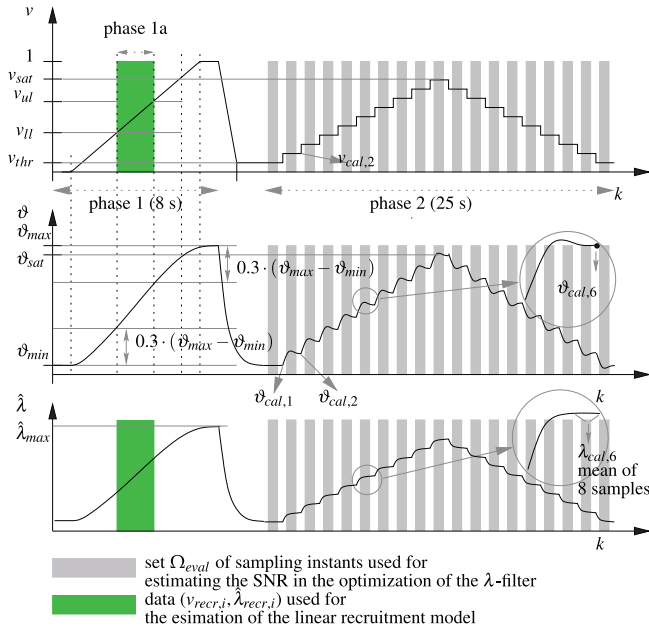 v
phase 1a
1
v_sat
v_ul
v_ll
v_thr
v_cal,2
k
phase 1 (8 s)
phase 2 (25 s)
ϑ
ϑ_max
ϑ_sat
0.3·(ϑ_max−ϑ_min)
ϑ_cal,6
0.3·(ϑ_max−ϑ_min)
ϑ_min
ϑ_cal,1
ϑ_cal,2
k
λ̂
λ̂_max
λ_cal,6
mean of
8 samples
k
set Ω_eval of sampling instants used for
estimating the SNR in the optimization of the λ-filter
data (v_recr,i, λ̂_recr,i) used for
the esimation of the linear recruitment model